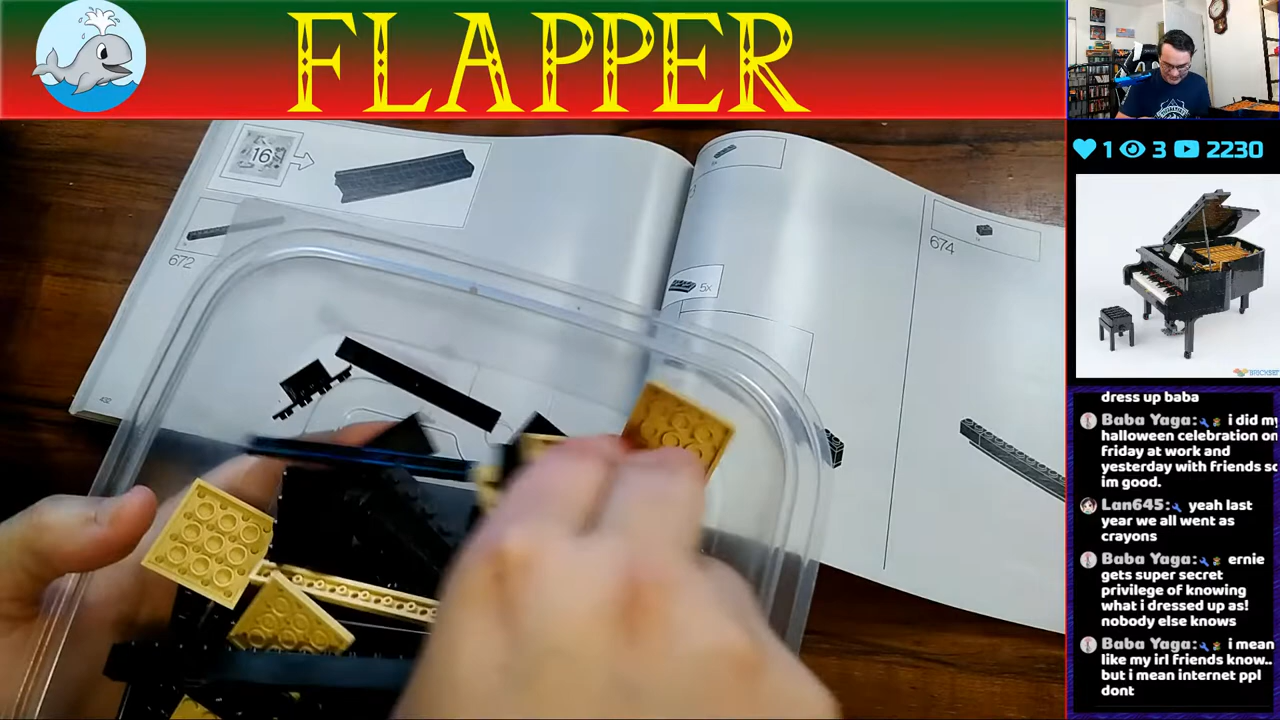 FLAPPER
16
672
5x
674
1 3 2230
BRICKSET
dress up baba
Baba Yaga: i did my
halloween celebration on
friday at work and
yesterday with friends so
im good.
Lan645: yeah last
year we all went as
crayons
Baba Yaga: ernie
gets super secret
privilege of knowing
what i dressed up as!
nobody else knows
Baba Yaga: i mean
like my irl friends know..
but i mean internet ppl
dont